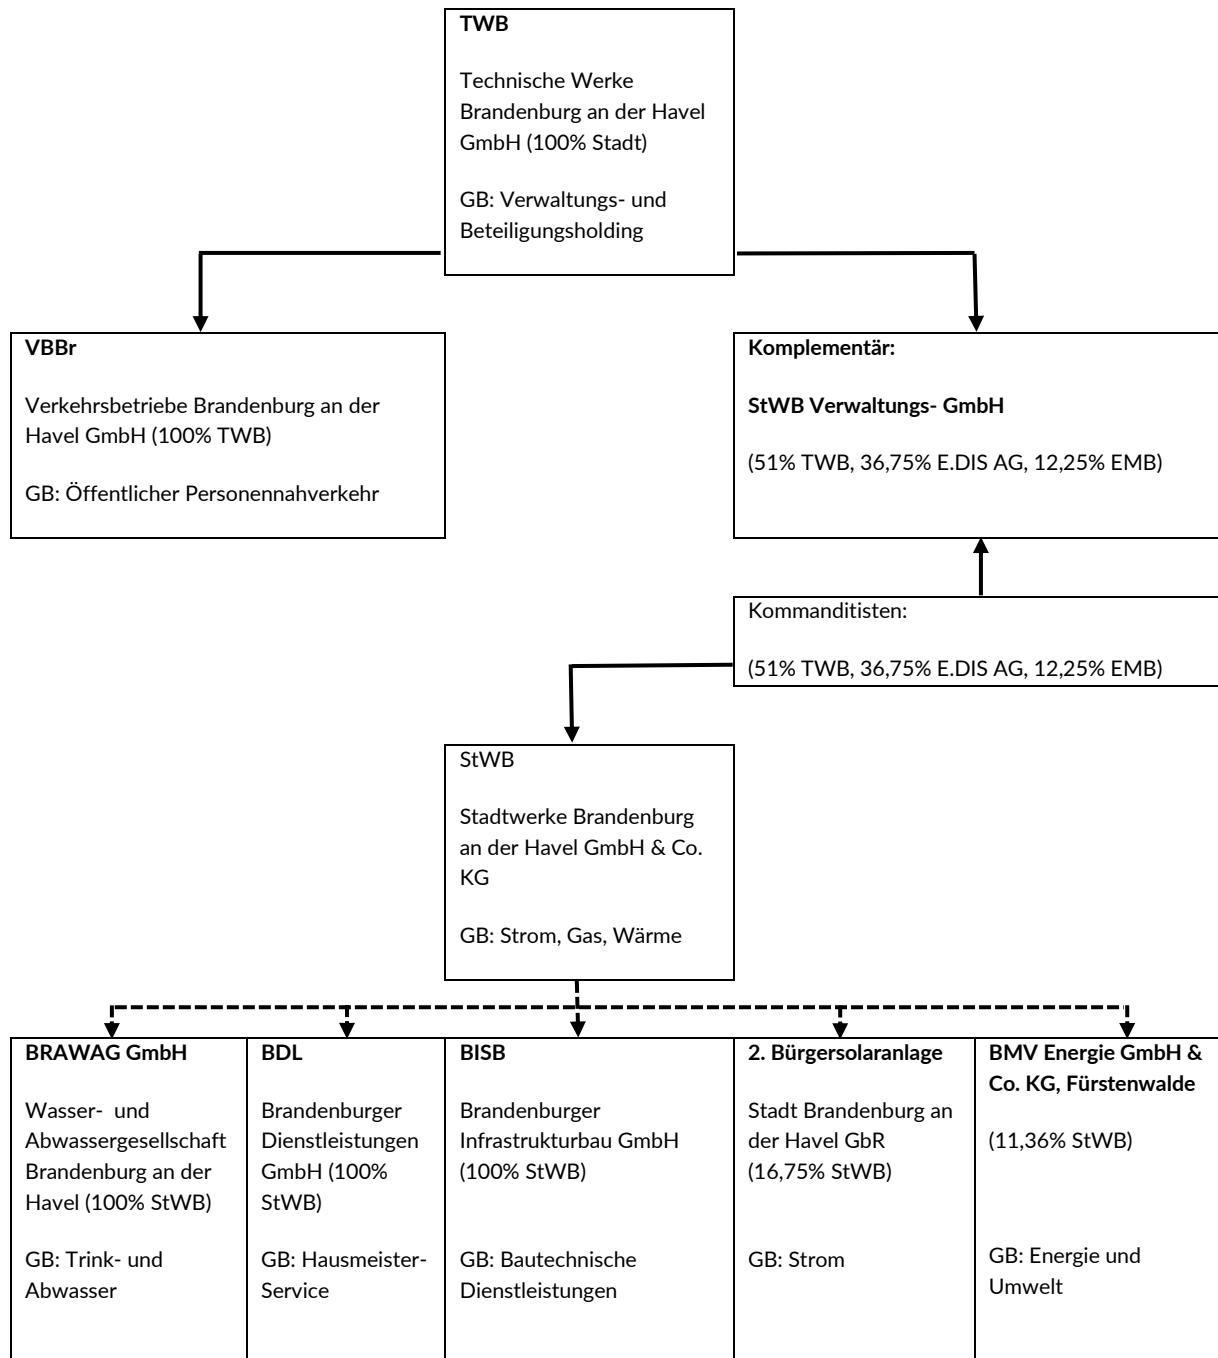 TWB
Technische Werke
Brandenburg an der Havel
GmbH (100% Stadt)
GB: Verwaltungs- und
Beteiligungsholding
VBBr
Verkehrsbetriebe Brandenburg an der
Havel GmbH (100% TWB)
GB: Öffentlicher Personennahverkehr
Komplementär:
StWB Verwaltungs- GmbH
(51% TWB, 36,75% E.DIS AG, 12,25% EMB)
Kommanditisten:
(51% TWB, 36,75% E.DIS AG, 12,25% EMB)
StWB
Stadtwerke Brandenburg
an der Havel GmbH & Co.
KG
GB: Strom, Gas, Wärme
BRAWAG GmbH
Wasser- und
Abwassergesellschaft
Brandenburg an der
Havel (100% StWB)
GB: Trink- und
Abwasser
BDL
Brandenburger
Dienstleistungen
GmbH (100%
StWB)
GB: Hausmeister-
Service
BISB
Brandenburger
Infrastrukturbau GmbH
(100% StWB)
GB: Bautechnische
Dienstleistungen
2. Bürgersolaranlage
Stadt Brandenburg an
der Havel GbR
(16,75% StWB)
GB: Strom
BMV Energie GmbH &
Co. KG, Fürstenwalde
(11,36% StWB)
GB: Energie und
Umwelt